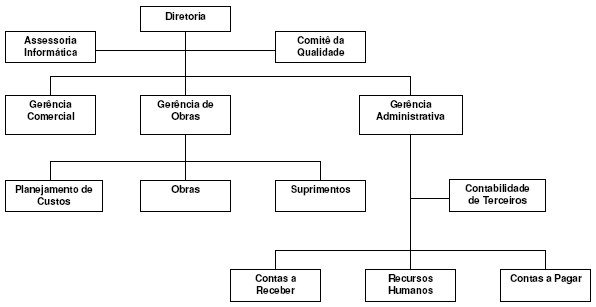 Diretoria
Assessoria
Informática
Comitê da
Qualidade
Gerência
Comercial
Gerência de
Obras
Gerência
Administrativa
Planejamento de
Custos
Obras
Suprimentos
Contabilidade
de Terceiros
Contas a
Receber
Recursos
Humanos
Contas a Pagar